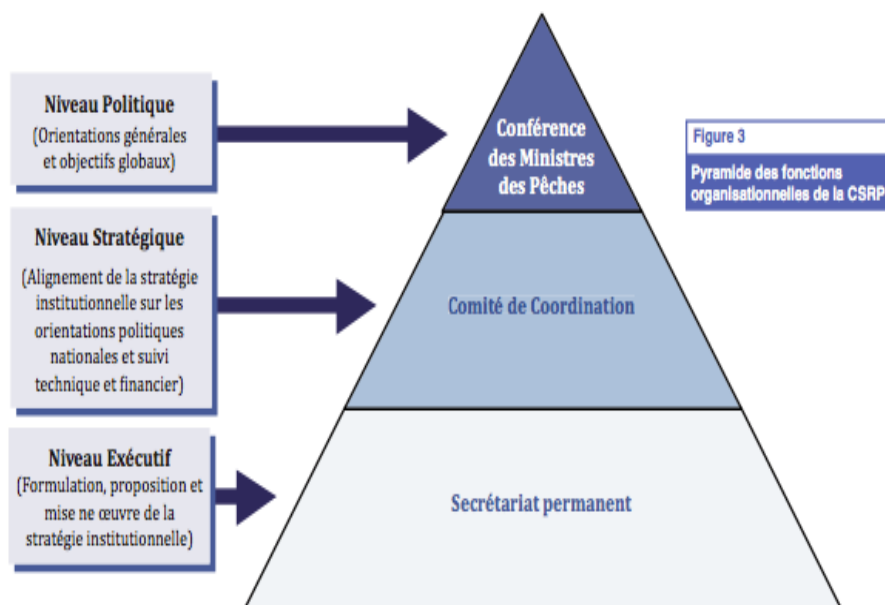 Niveau Politique
(Orientations générales
et objectifs globaux)
Conférence
des Ministres
des Pêches
Figure 3
Pyramide des fonctions
organisationnelles de la CSRP
Niveau Stratégique
(Alignement de la stratégie
institutionnelle sur les
orientations politiques
nationales et suivi
technique et financier)
Comité de Coordination
Niveau Exécutif
(Formulation, proposition et
mise ne œuvre de la
stratégie institutionnelle)
Secrétariat permanent